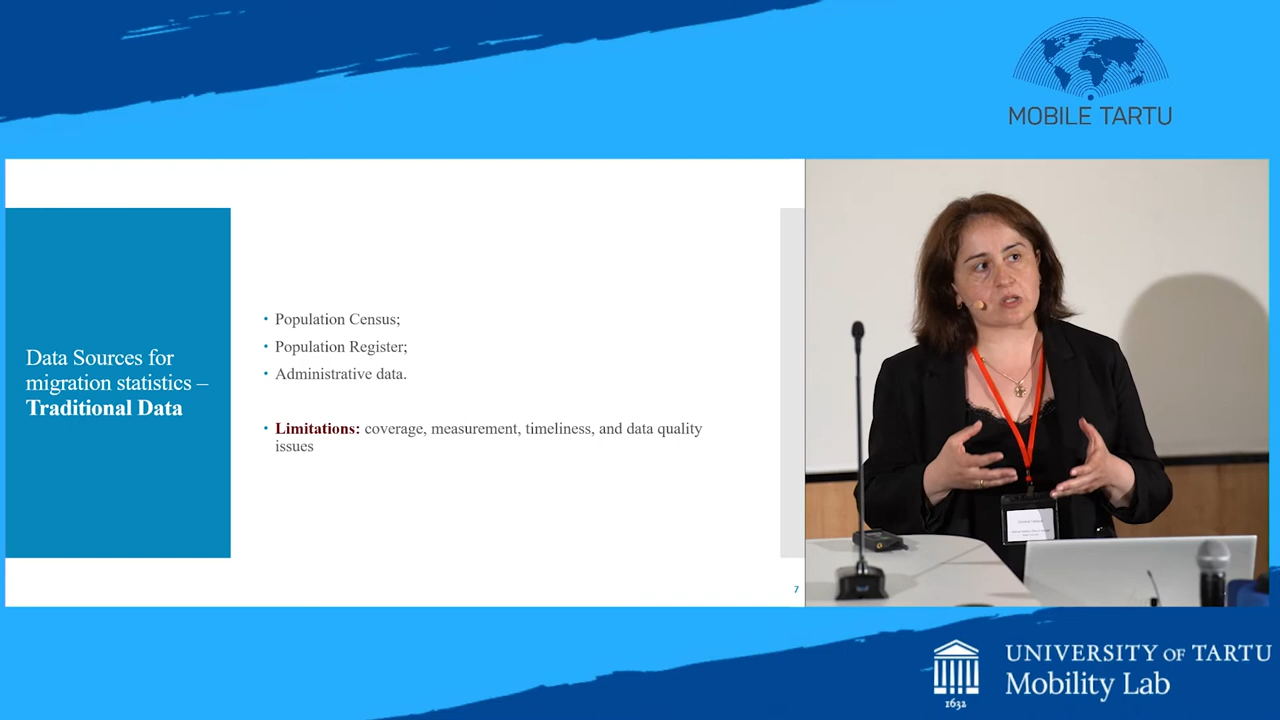 MOBILE TARTU
Data Sources for
migration statistics –
Traditional Data
• Population Census;
• Population Register;
• Administrative data.
• Limitations: coverage, measurement, timeliness, and data quality
issues
7
UNIVERSITY OF TARTU
Mobility Lab
1632